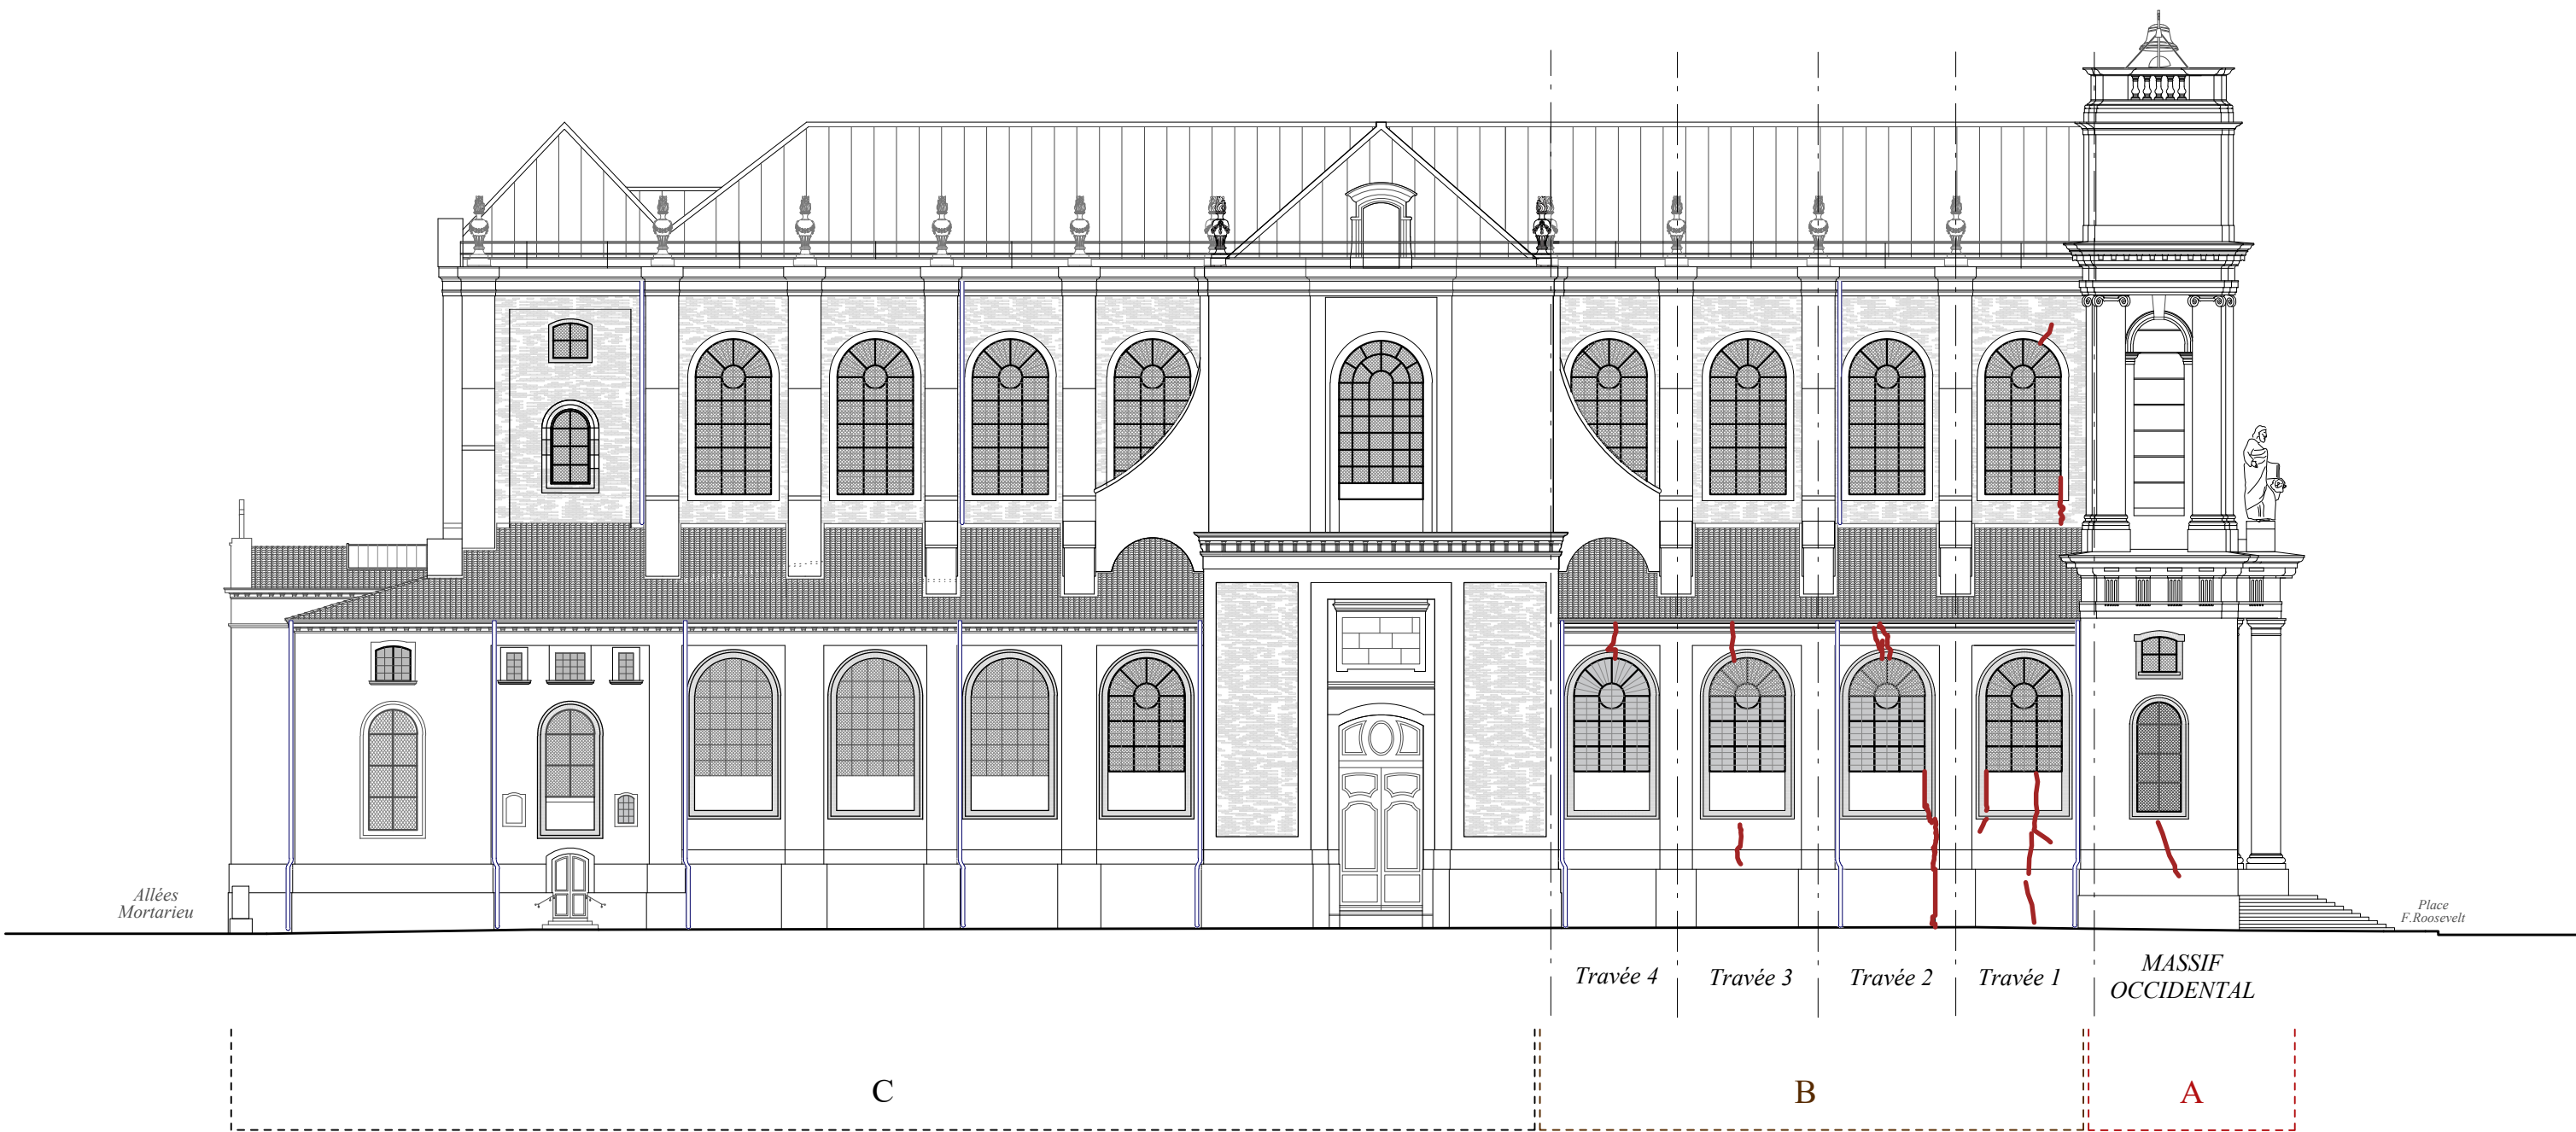 Allées
Mortarieu
Place
F.Roosevelt
Travée 4
Travée 3
Travée 2
Travée 1
MASSIF
OCCIDENTAL
C
B
A